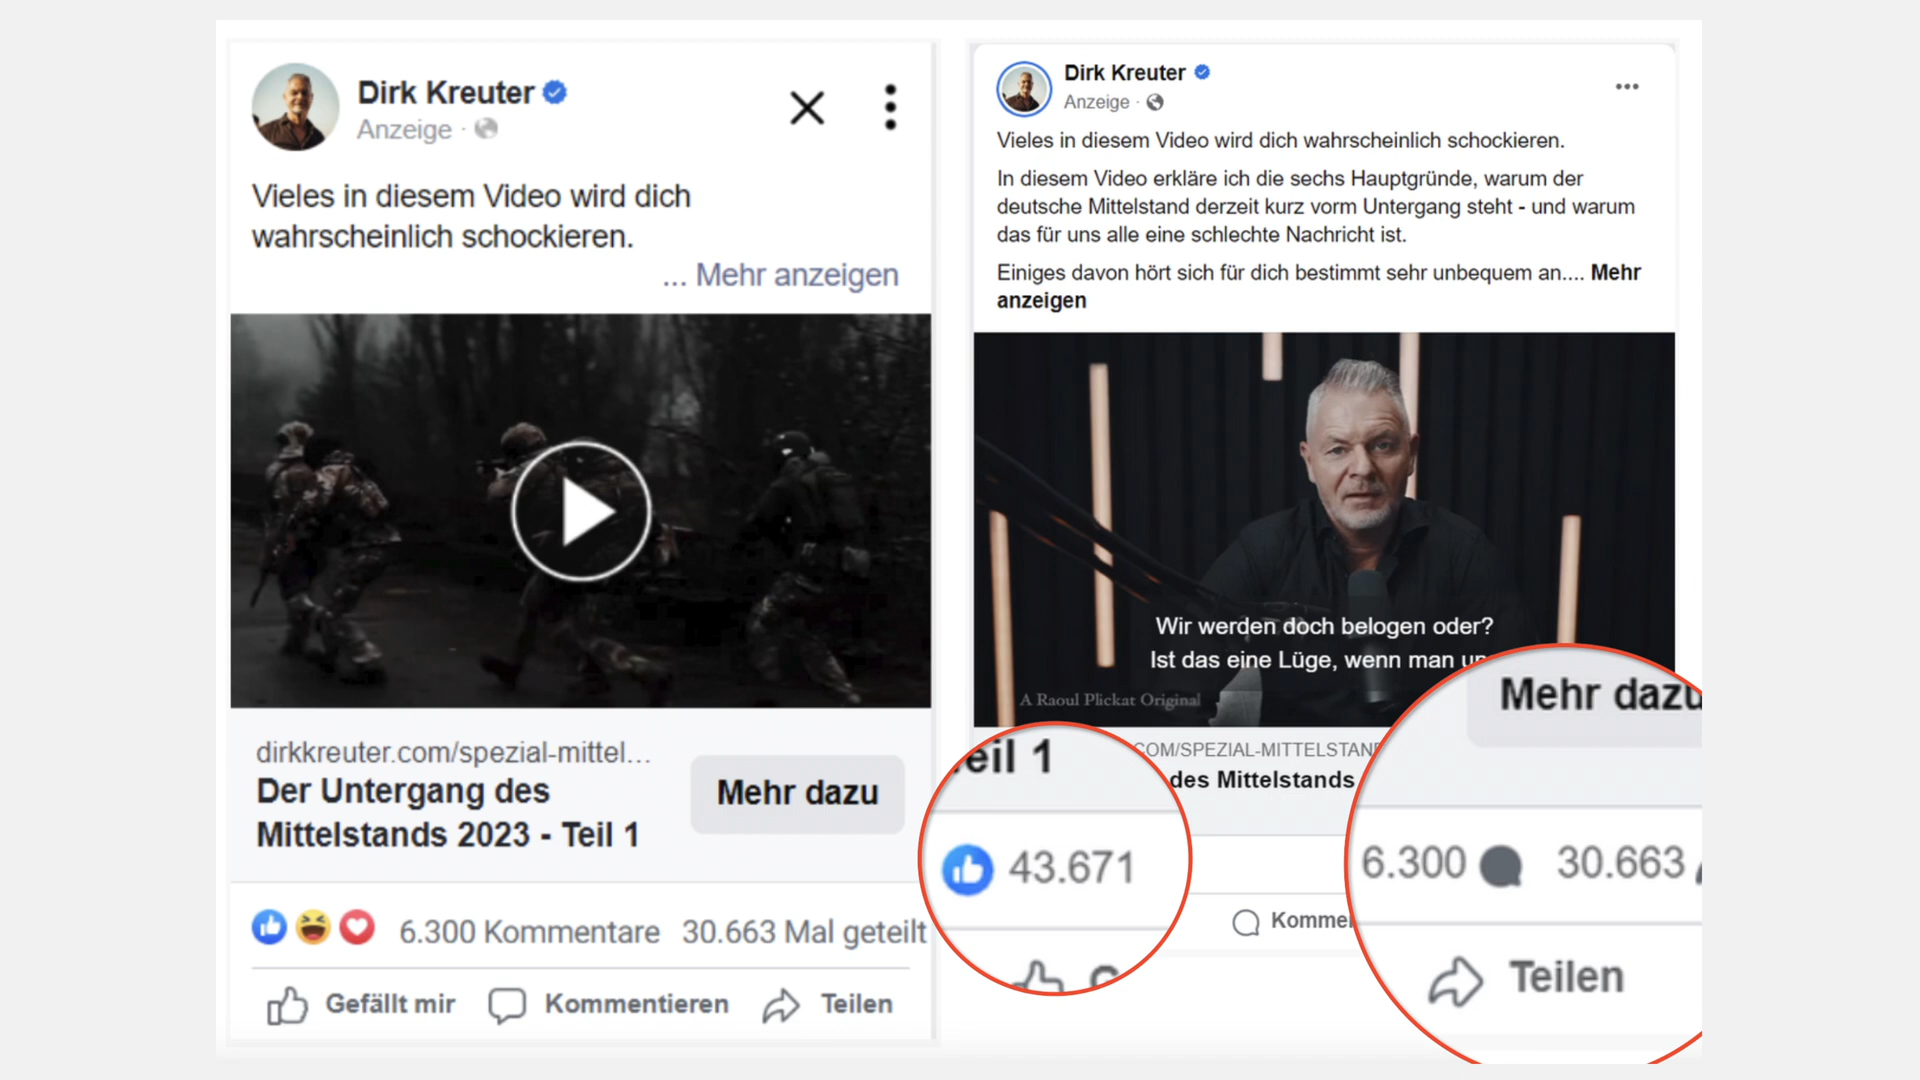 Dirk Kreuter
Anzeige ·
Vieles in diesem Video wird dich
wahrscheinlich schockieren.
... Mehr anzeigen
dirkkreuter.com/spezial-mittel...
Der Untergang des
Mittelstands 2023 - Teil 1
Mehr dazu
6.300 Kommentare 30.663 Mal geteilt
Gefällt mir Kommentieren Teilen
Dirk Kreuter
Anzeige ·
Vieles in diesem Video wird dich wahrscheinlich schockieren.
In diesem Video erkläre ich die sechs Hauptgründe, warum der
deutsche Mittelstand derzeit kurz vorm Untergang steht - und warum
das für uns alle eine schlechte Nachricht ist.
Einiges davon hört sich für dich bestimmt sehr unbequem an.... Mehr
anzeigen
Wir werden doch belogen oder?
Ist das eine Lüge, wenn man
A Raoul Plickat Original
COM/SPEZIAL-MITTELSTAN
des Mittelstands
Kommen
eil 1
43.671
Mehr dazu
6.300 30.663
Teilen